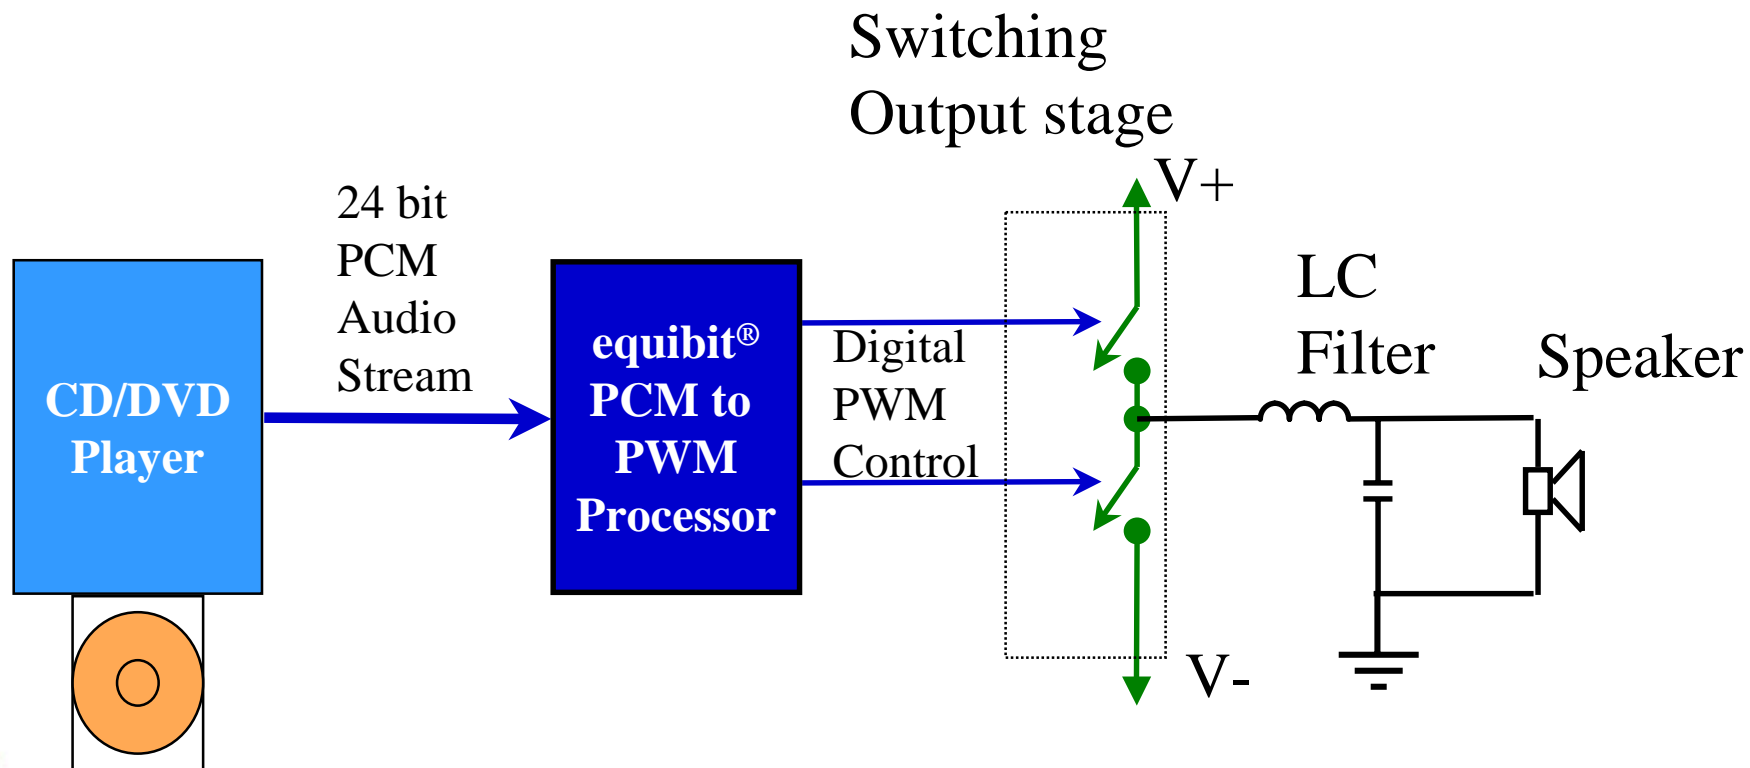 Switching
Output stage
V+
24 bit
PCM
Audio
Stream
CD/DVD
Player
equibit®
PCM to
PWM
Processor
Digital
PWM
Control
LC
Filter
Speaker
V-